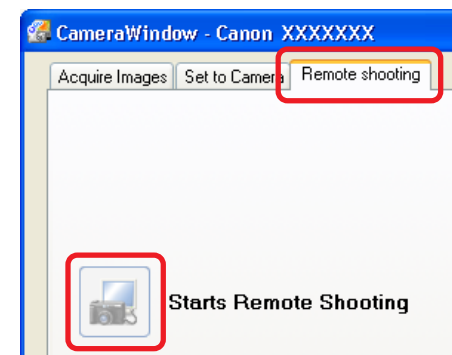 CameraWindow - Canon XXXXXXX
Acquire Images Set to Camera Remote shooting
Starts Remote Shooting